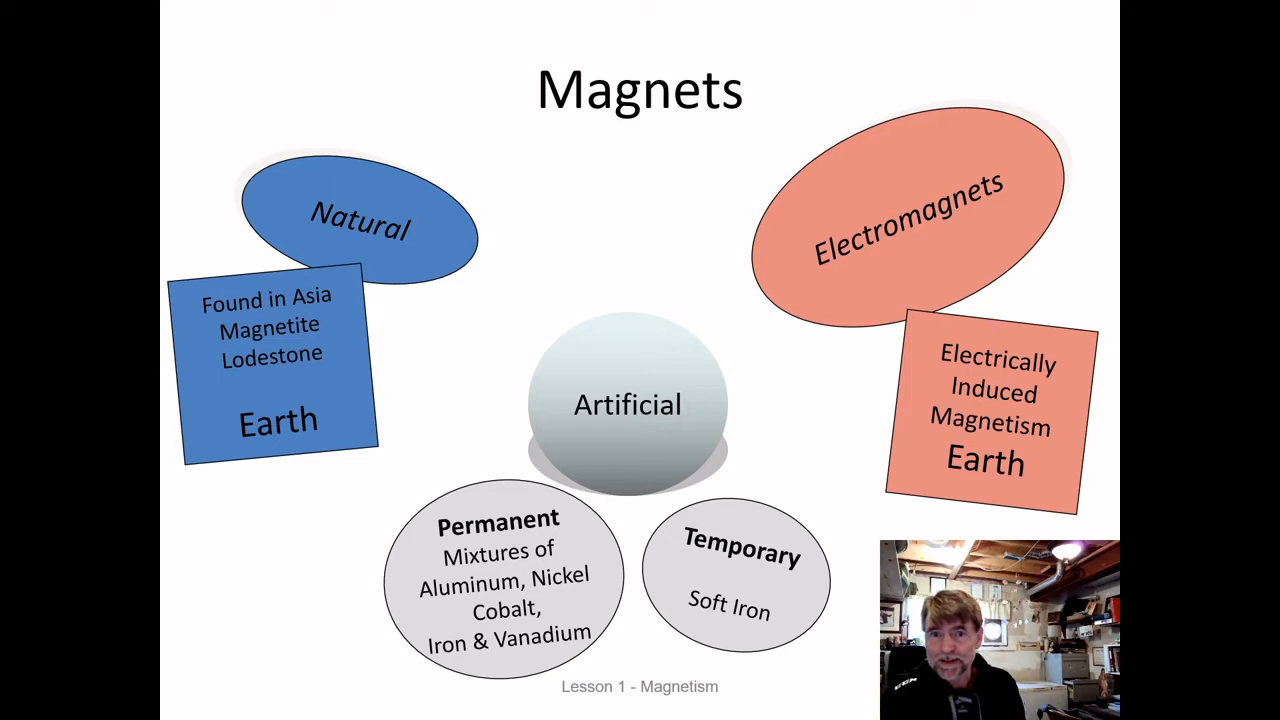 Magnets
Natural
Found in Asia
Magnetite
Lodestone
Earth
Electromagnets
Electrically
Induced
Magnetism
Earth
Artificial
Permanent
Mixtures of
Aluminum, Nickel
Cobalt,
Iron & Vanadium
Temporary
Soft Iron
Lesson 1 - Magnetism
CCM